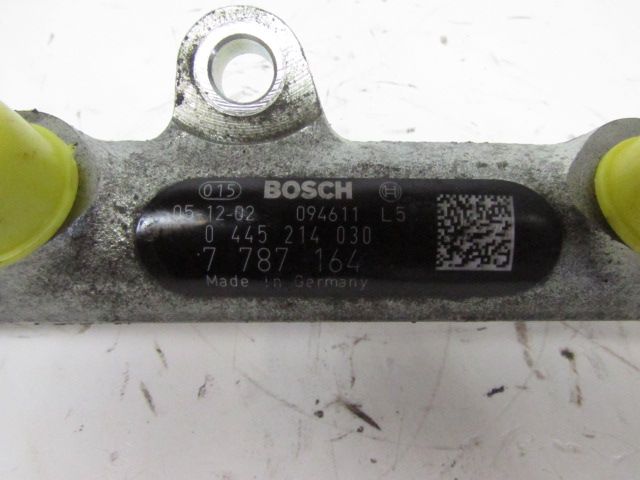 015 BOSCH
05-12-02 094611 L5
0 445 214 030
7 787 164
Made in Germany